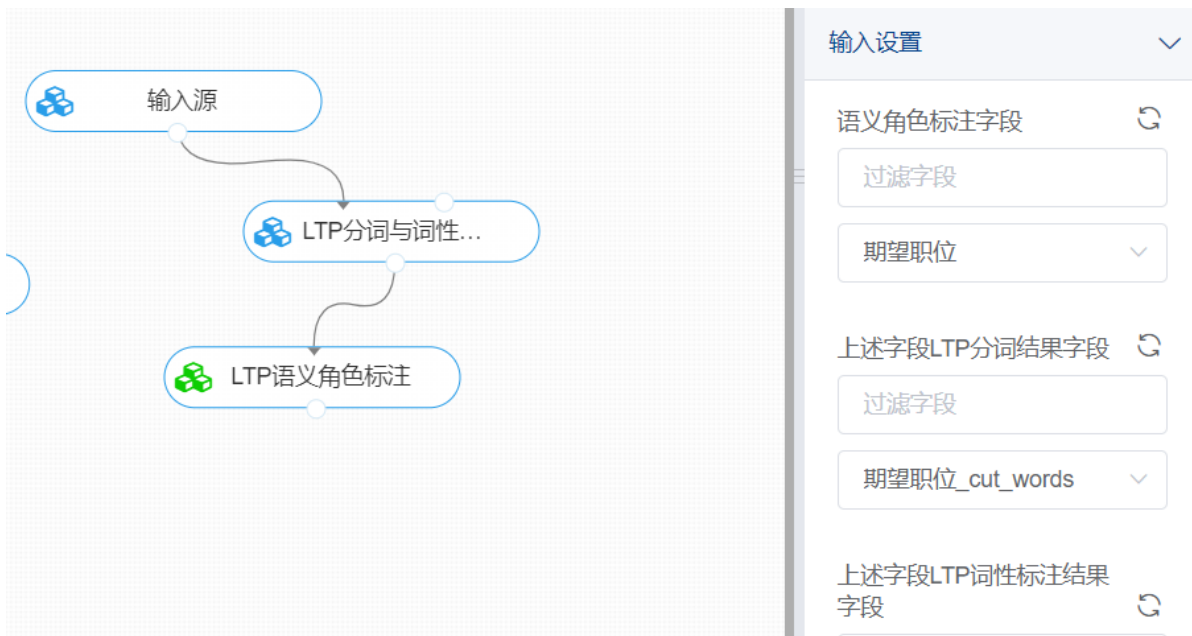 输入源
LTP分词与词性...
LTP语义角色标注
输入设置
语义角色标注字段
过滤字段
期望职位
上述字段LTP分词结果字段
过滤字段
期望职位_cut_words
上述字段LTP词性标注结果
字段